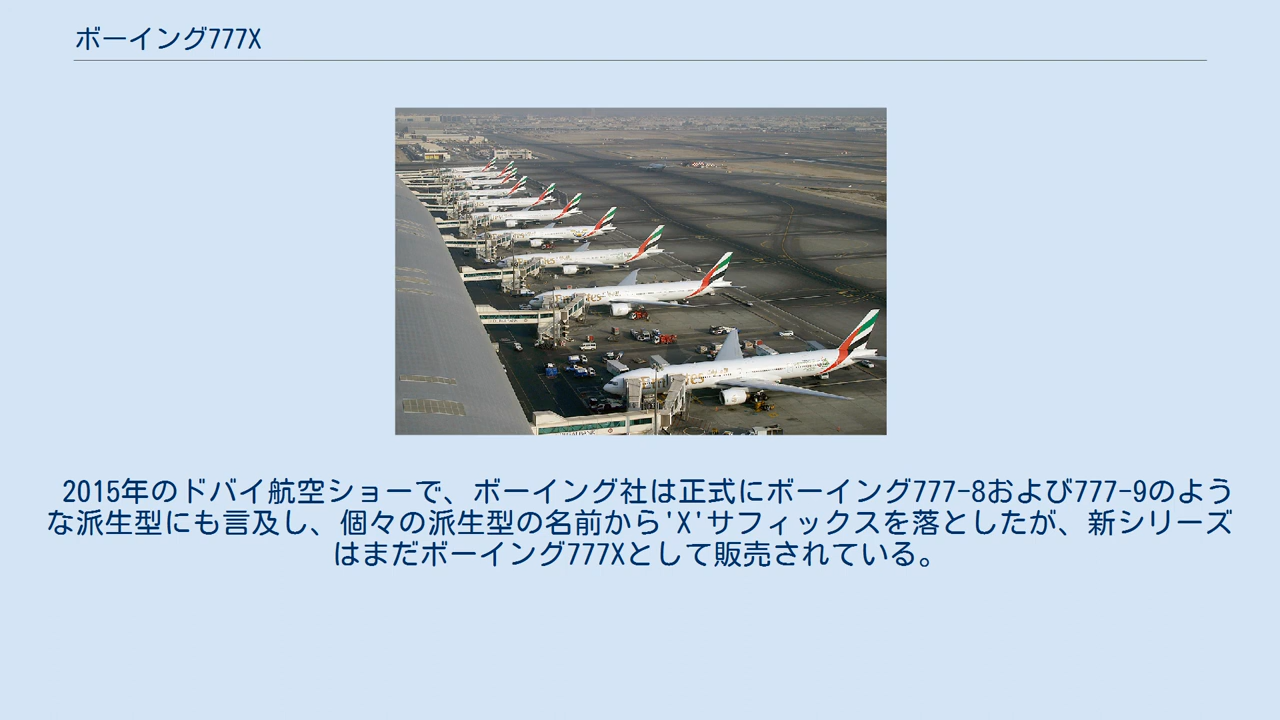 ボーイング777X
2015年のドバイ航空ショーで、ボーイング社は正式にボーイング777-8および777-9のよう
な派生型にも言及し、個々の派生型の名前から'X'サフィックスを落としたが、新シリーズ
はまだボーイング777Xとして販売されている。